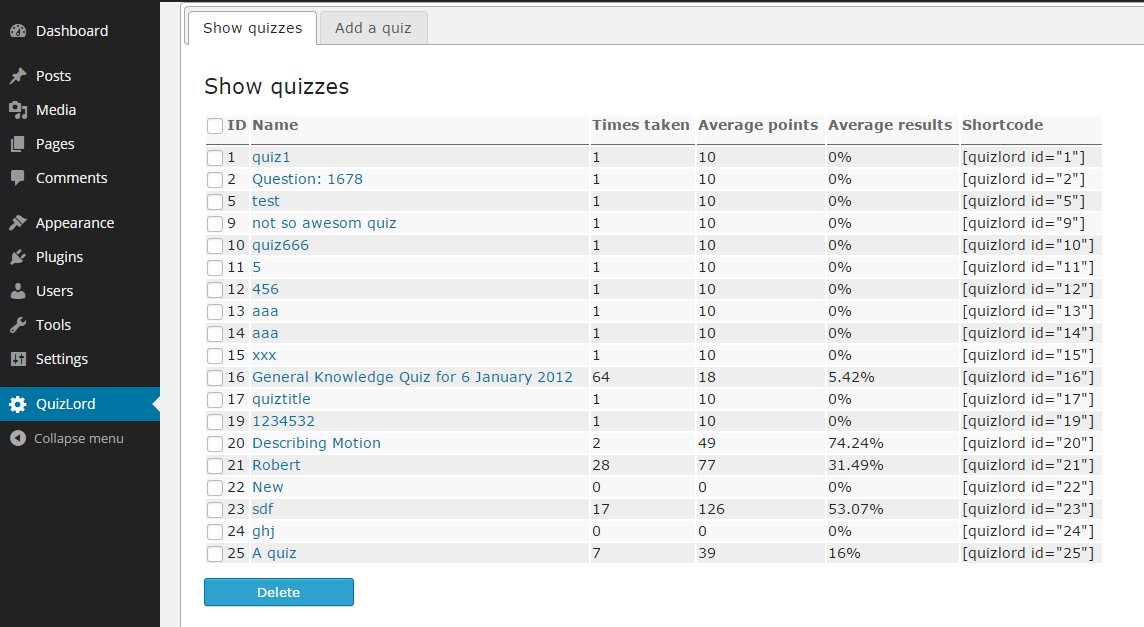 Dashboard
Posts
Media
Pages
Comments
Appearance
Plugins
Users
Tools
Settings
QuizLord
Collapse menu
Show quizzes Add a quiz
Show quizzes
ID Name Times taken Average points Average results Shortcode
1 quiz1 1 10 0% [quizlord id="1"]
2 Question: 1678 1 10 0% [quizlord id="2"]
5 test 1 10 0% [quizlord id="5"]
9 not so awesom quiz 1 10 0% [quizlord id="9"]
10 quiz666 1 10 0% [quizlord id="10"]
11 5 1 10 0% [quizlord id="11"]
12 456 1 10 0% [quizlord id="12"]
13 aaa 1 10 0% [quizlord id="13"]
14 aaa 1 10 0% [quizlord id="14"]
15 xxx 1 10 0% [quizlord id="15"]
16 General Knowledge Quiz for 6 January 2012 64 18 5.42% [quizlord id="16"]
17 quiztitle 1 10 0% [quizlord id="17"]
19 1234532 1 10 0% [quizlord id="19"]
20 Describing Motion 2 49 74.24% [quizlord id="20"]
21 Robert 28 77 31.49% [quizlord id="21"]
22 New 0 0 0% [quizlord id="22"]
23 sdf 17 126 53.07% [quizlord id="23"]
24 ghj 0 0 0% [quizlord id="24"]
25 A quiz 7 39 16% [quizlord id="25"]
Delete